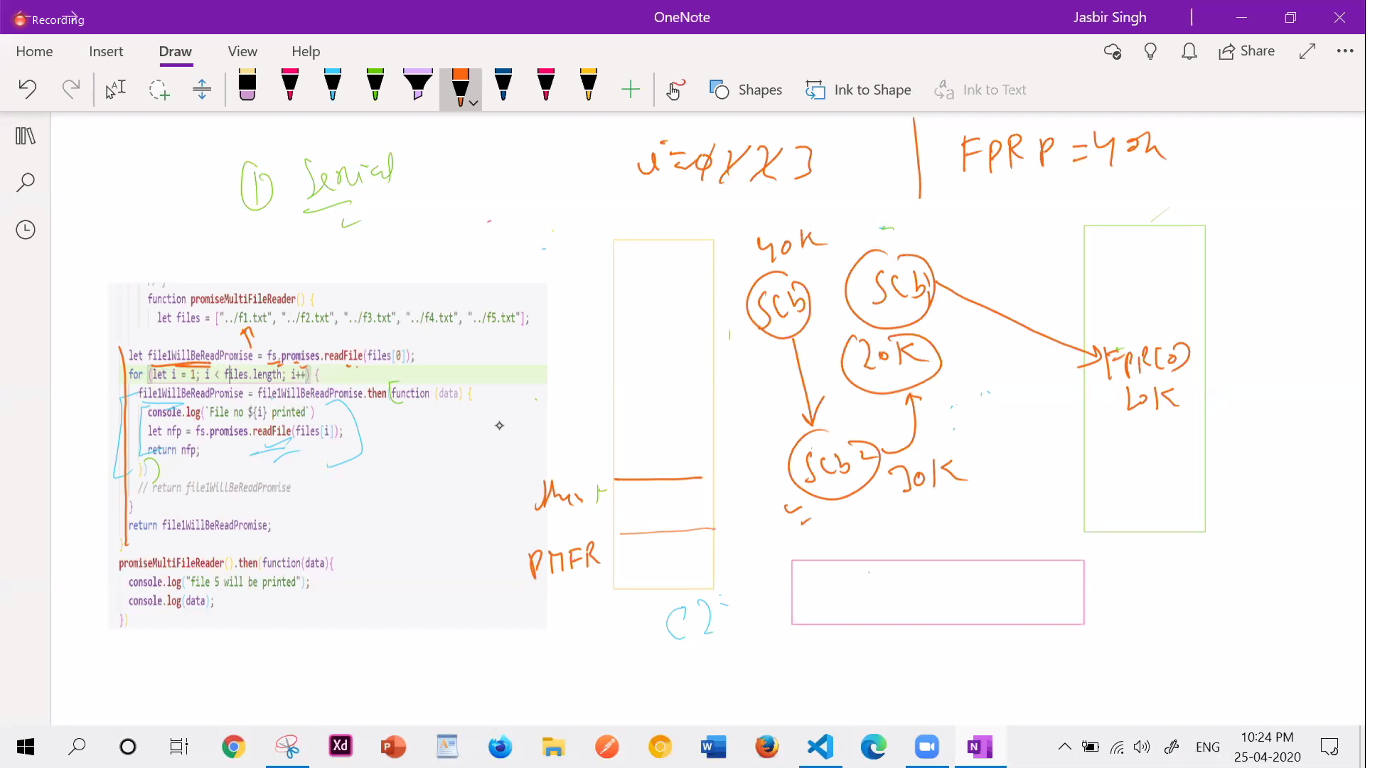 Recording
OneNote
Jasbir Singh
Home Insert Draw View Help
Share
Shapes
Ink to Shape
Ink to Text
① Serial
FPRP = 40k
function promiseMultiFileReader() {
let files = ["../f1.txt", "../f2.txt", "../f3.txt", "../f4.txt", "../f5.txt"];
let file1WillBeReadPromise = fs.promises.readFile(files[0]);
for (let i = 1; i < files.length; i++) {
file1WillBeReadPromise = file1WillBeReadPromise.then(function (data) {
console.log(`File no ${i} printed`)
let nfp = fs.promises.readFile(files[i]);
return nfp;
})
// return file1WillBeReadPromise
}
return file1WillBeReadPromise;
}
promiseMultiFileReader().then(function(data){
console.log("file 5 will be printed");
console.log(data);
})
40K
SCb
SCb1
20K
SCb2
30K
FPR(0)
10K
PMFR
ENG
10:24 PM
25-04-2020